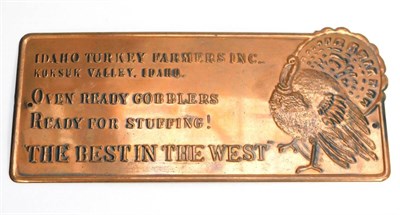 IDAHO TURKEY FARMERS INC.
KUKSUK VALLEY, IDAHO.
"OVEN READY GOBBLERS
READY FOR STUFFING!
"THE BEST IN THE WEST"